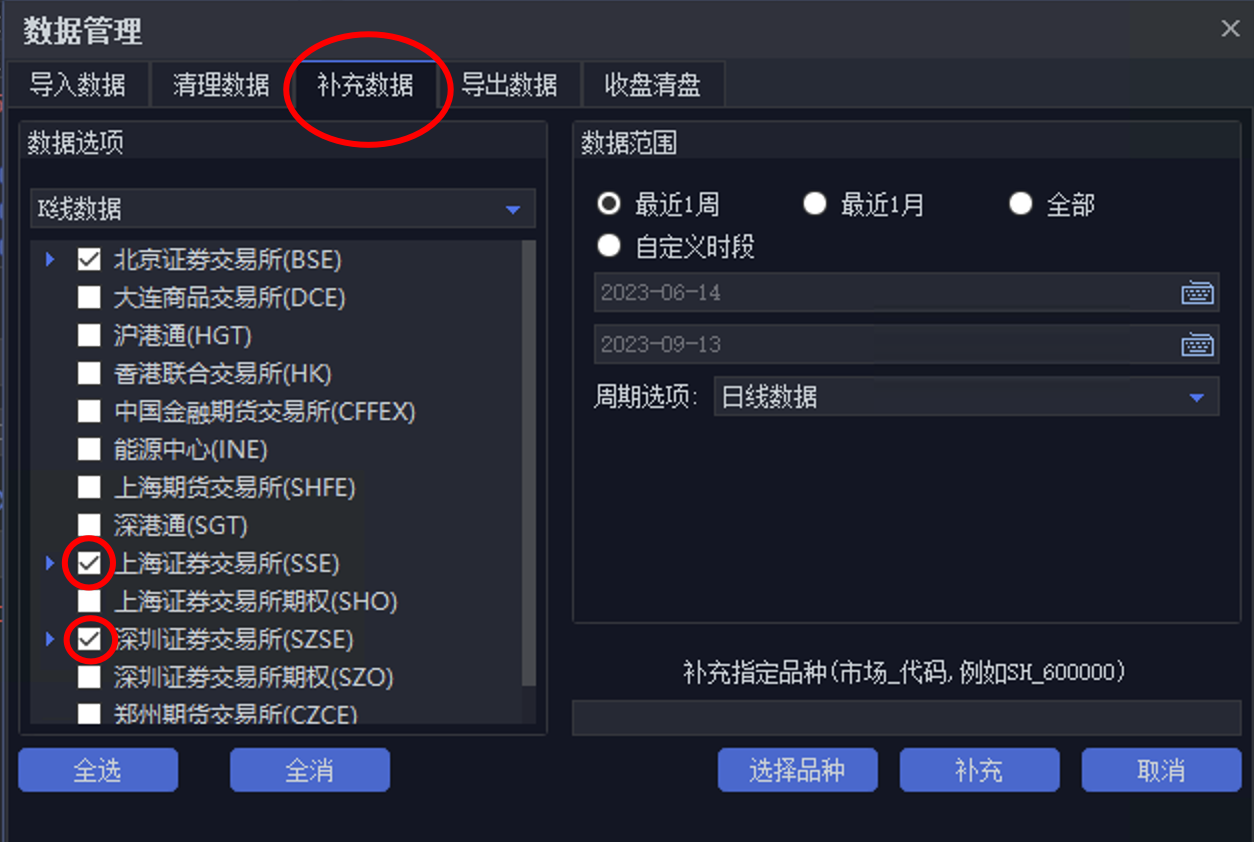 数据管理
导入数据 清理数据 补充数据 导出数据 收盘清盘
数据选项
K线数据
北京证券交易所(BSE)
大连商品交易所(DCE)
沪港通(HGT)
香港联合交易所(HK)
中国金融期货交易所(CFFEX)
能源中心(INE)
上海期货交易所(SHFE)
深港通(SGT)
上海证券交易所(SSE)
上海证券交易所期权(SHO)
深圳证券交易所(SZSE)
深圳证券交易所期权(SZO)
郑州期货交易所(CZCE)
全选 全消
数据范围
最近1周 最近1月 全部
自定义时段
2023-06-14
2023-09-13
周期选项: 日线数据
补充指定品种(市场_代码,例如SH_600000)
选择品种 补充 取消